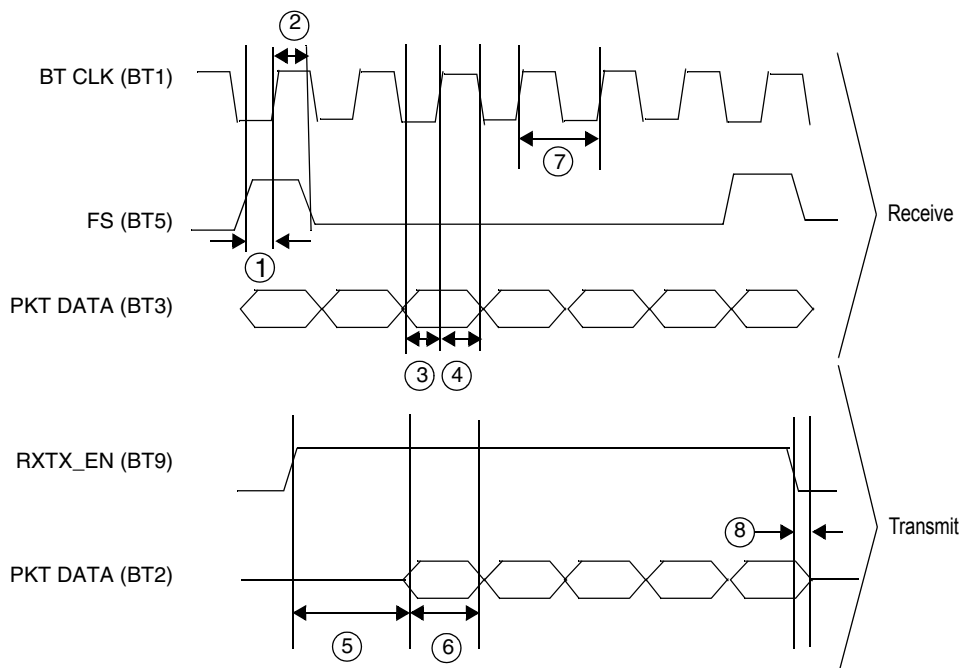 2
BT CLK (BT1)
7
FS (BT5)
Receive
1
PKT DATA (BT3)
3 4
RXTX_EN (BT9)
8
Transmit
PKT DATA (BT2)
5 6